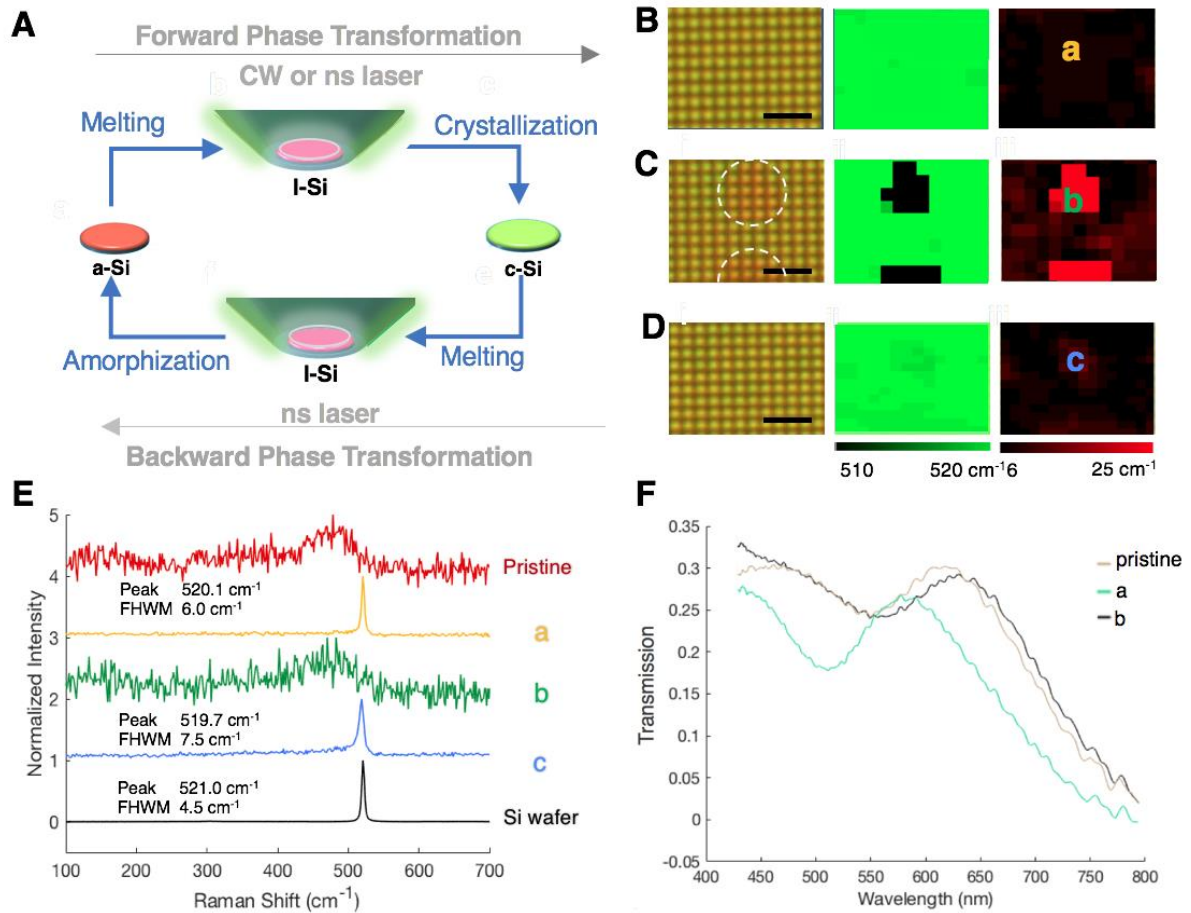 A
Forward Phase Transformation
CW or ns laser
Melting
Crystallization
l-Si
a-Si
c-Si
l-Si
Amorphization
Melting
ns laser
Backward Phase Transformation
B
a
C
b
D
c
510
520 cm-1
6
25 cm-1
E
Normalized Intensity
5
4
3
2
1
0
Pristine
Peak 520.1 cm-1
FHWM 6.0 cm-1
a
b
Peak 519.7 cm-1
FHWM 7.5 cm-1
c
Peak 521.0 cm-1
FHWM 4.5 cm-1
Si wafer
100 200 300 400 500 600 700
Raman Shift (cm-1)
F
Transmission
0.35
0.3
0.25
0.2
0.15
0.1
0.05
0
-0.05
pristine
a
b
400 450 500 550 600 650 700 750 800
Wavelength (nm)